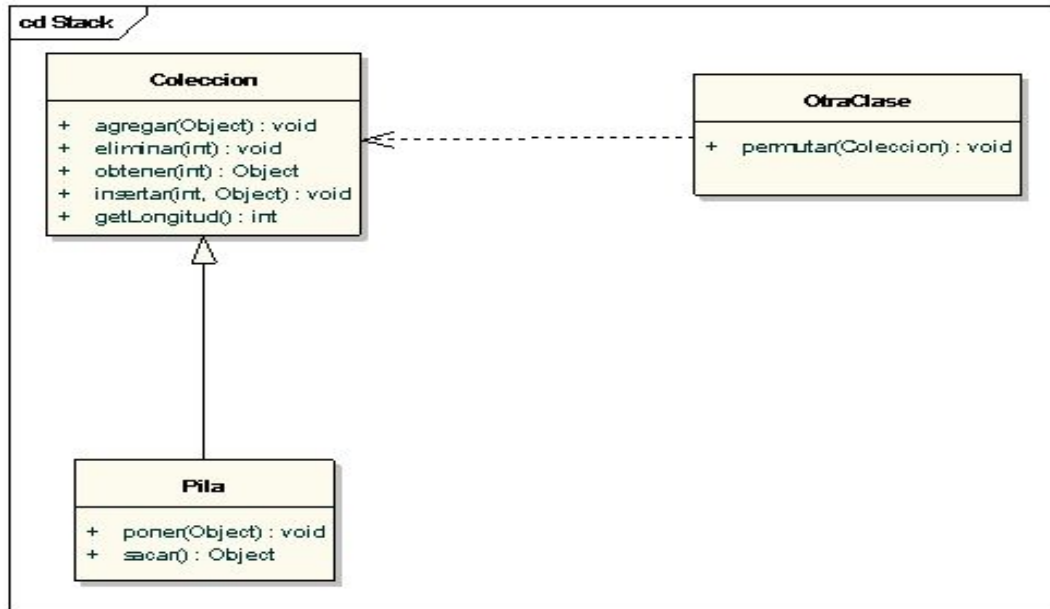 cd Stack
Coleccion
+ agregar(Object) : void
+ eliminar(int) : void
+ obtener(int) : Object
+ insertar(int, Object) : void
+ getLongitud() : int
OtraClase
+ permutar(Coleccion) : void
Pila
+ poner(Object) : void
+ sacar() : Object